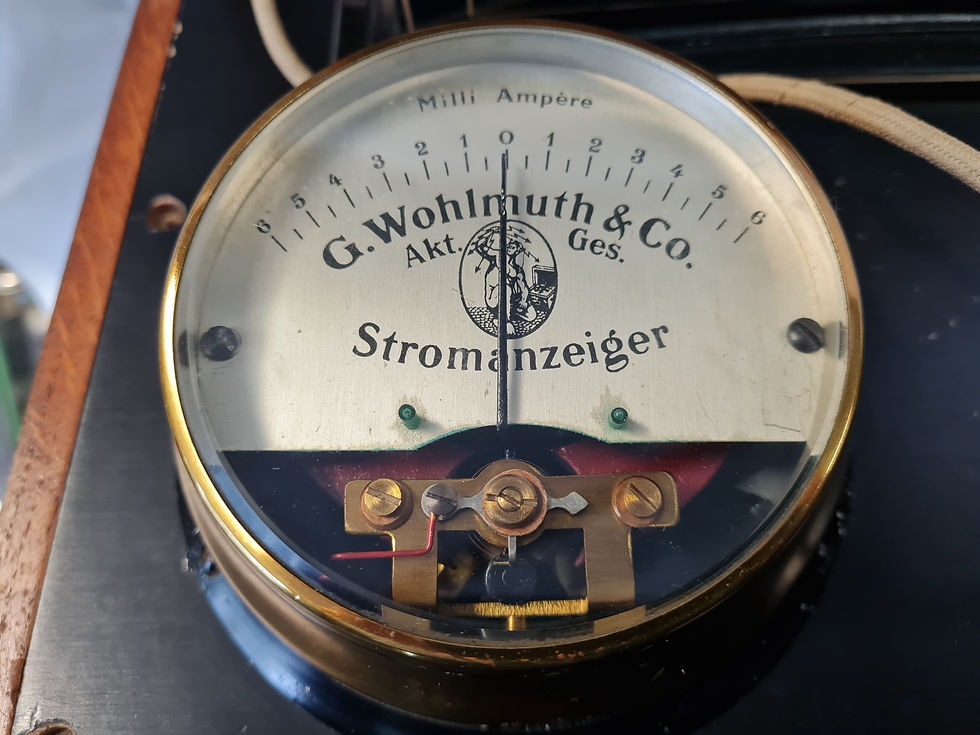 Milli Ampère
6 5 4 3 2 1 0 1 2 3 4 5 6
G. Wohlmuth & Co.
Akt. Ges.
Stromanzeiger